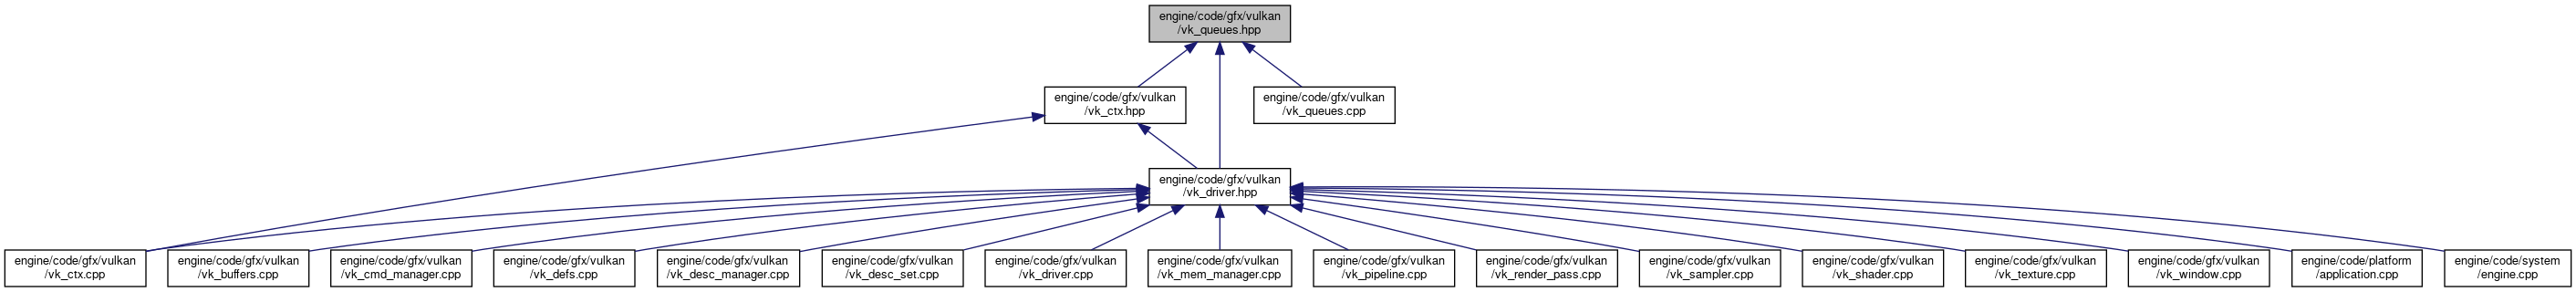 engine/code/gfx/vulkan
/vk_queues.hpp
engine/code/gfx/vulkan
/vk_ctx.hpp
engine/code/gfx/vulkan
/vk_queues.cpp
engine/code/gfx/vulkan
/vk_driver.hpp
engine/code/gfx/vulkan
/vk_ctx.cpp
engine/code/gfx/vulkan
/vk_buffers.cpp
engine/code/gfx/vulkan
/vk_cmd_manager.cpp
engine/code/gfx/vulkan
/vk_defs.cpp
engine/code/gfx/vulkan
/vk_desc_manager.cpp
engine/code/gfx/vulkan
/vk_desc_set.cpp
engine/code/gfx/vulkan
/vk_driver.cpp
engine/code/gfx/vulkan
/vk_mem_manager.cpp
engine/code/gfx/vulkan
/vk_pipeline.cpp
engine/code/gfx/vulkan
/vk_render_pass.cpp
engine/code/gfx/vulkan
/vk_sampler.cpp
engine/code/gfx/vulkan
/vk_shader.cpp
engine/code/gfx/vulkan
/vk_texture.cpp
engine/code/gfx/vulkan
/vk_window.cpp
engine/code/platform
/application.cpp
engine/code/system
/engine.cpp